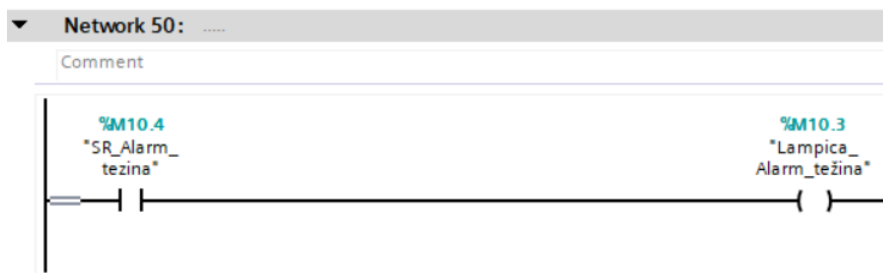 Network 50: .....
Comment
%M10.4
"SR_Alarm_
tezina"
%M10.3
"Lampica_
Alarm_težina"